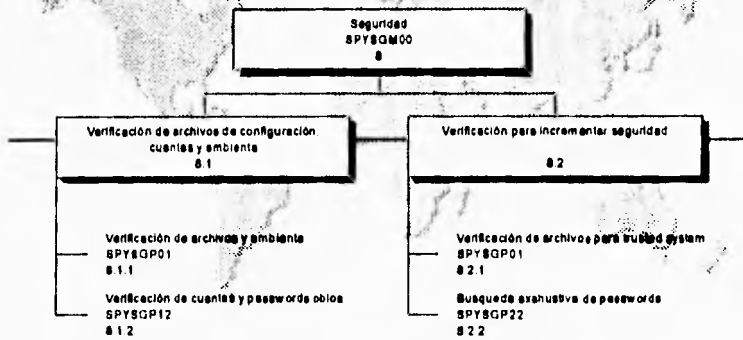 Seguridad
SPYSGM00
8
Verificación de archivos de configuración,
cuentas y ambiente
8.1
Verificación para incrementar seguridad
8.2
Verificación de archivos y ambiente
SPYSGP01
8.1.1
Verificación de cuentas y passwords obios
SPYSGP12
8.1.2
Verificación de archivos para trusted system
SPYSGP01
8.2.1
Busqueda exahustiva de passwords
SPYSGP22
8.2.2